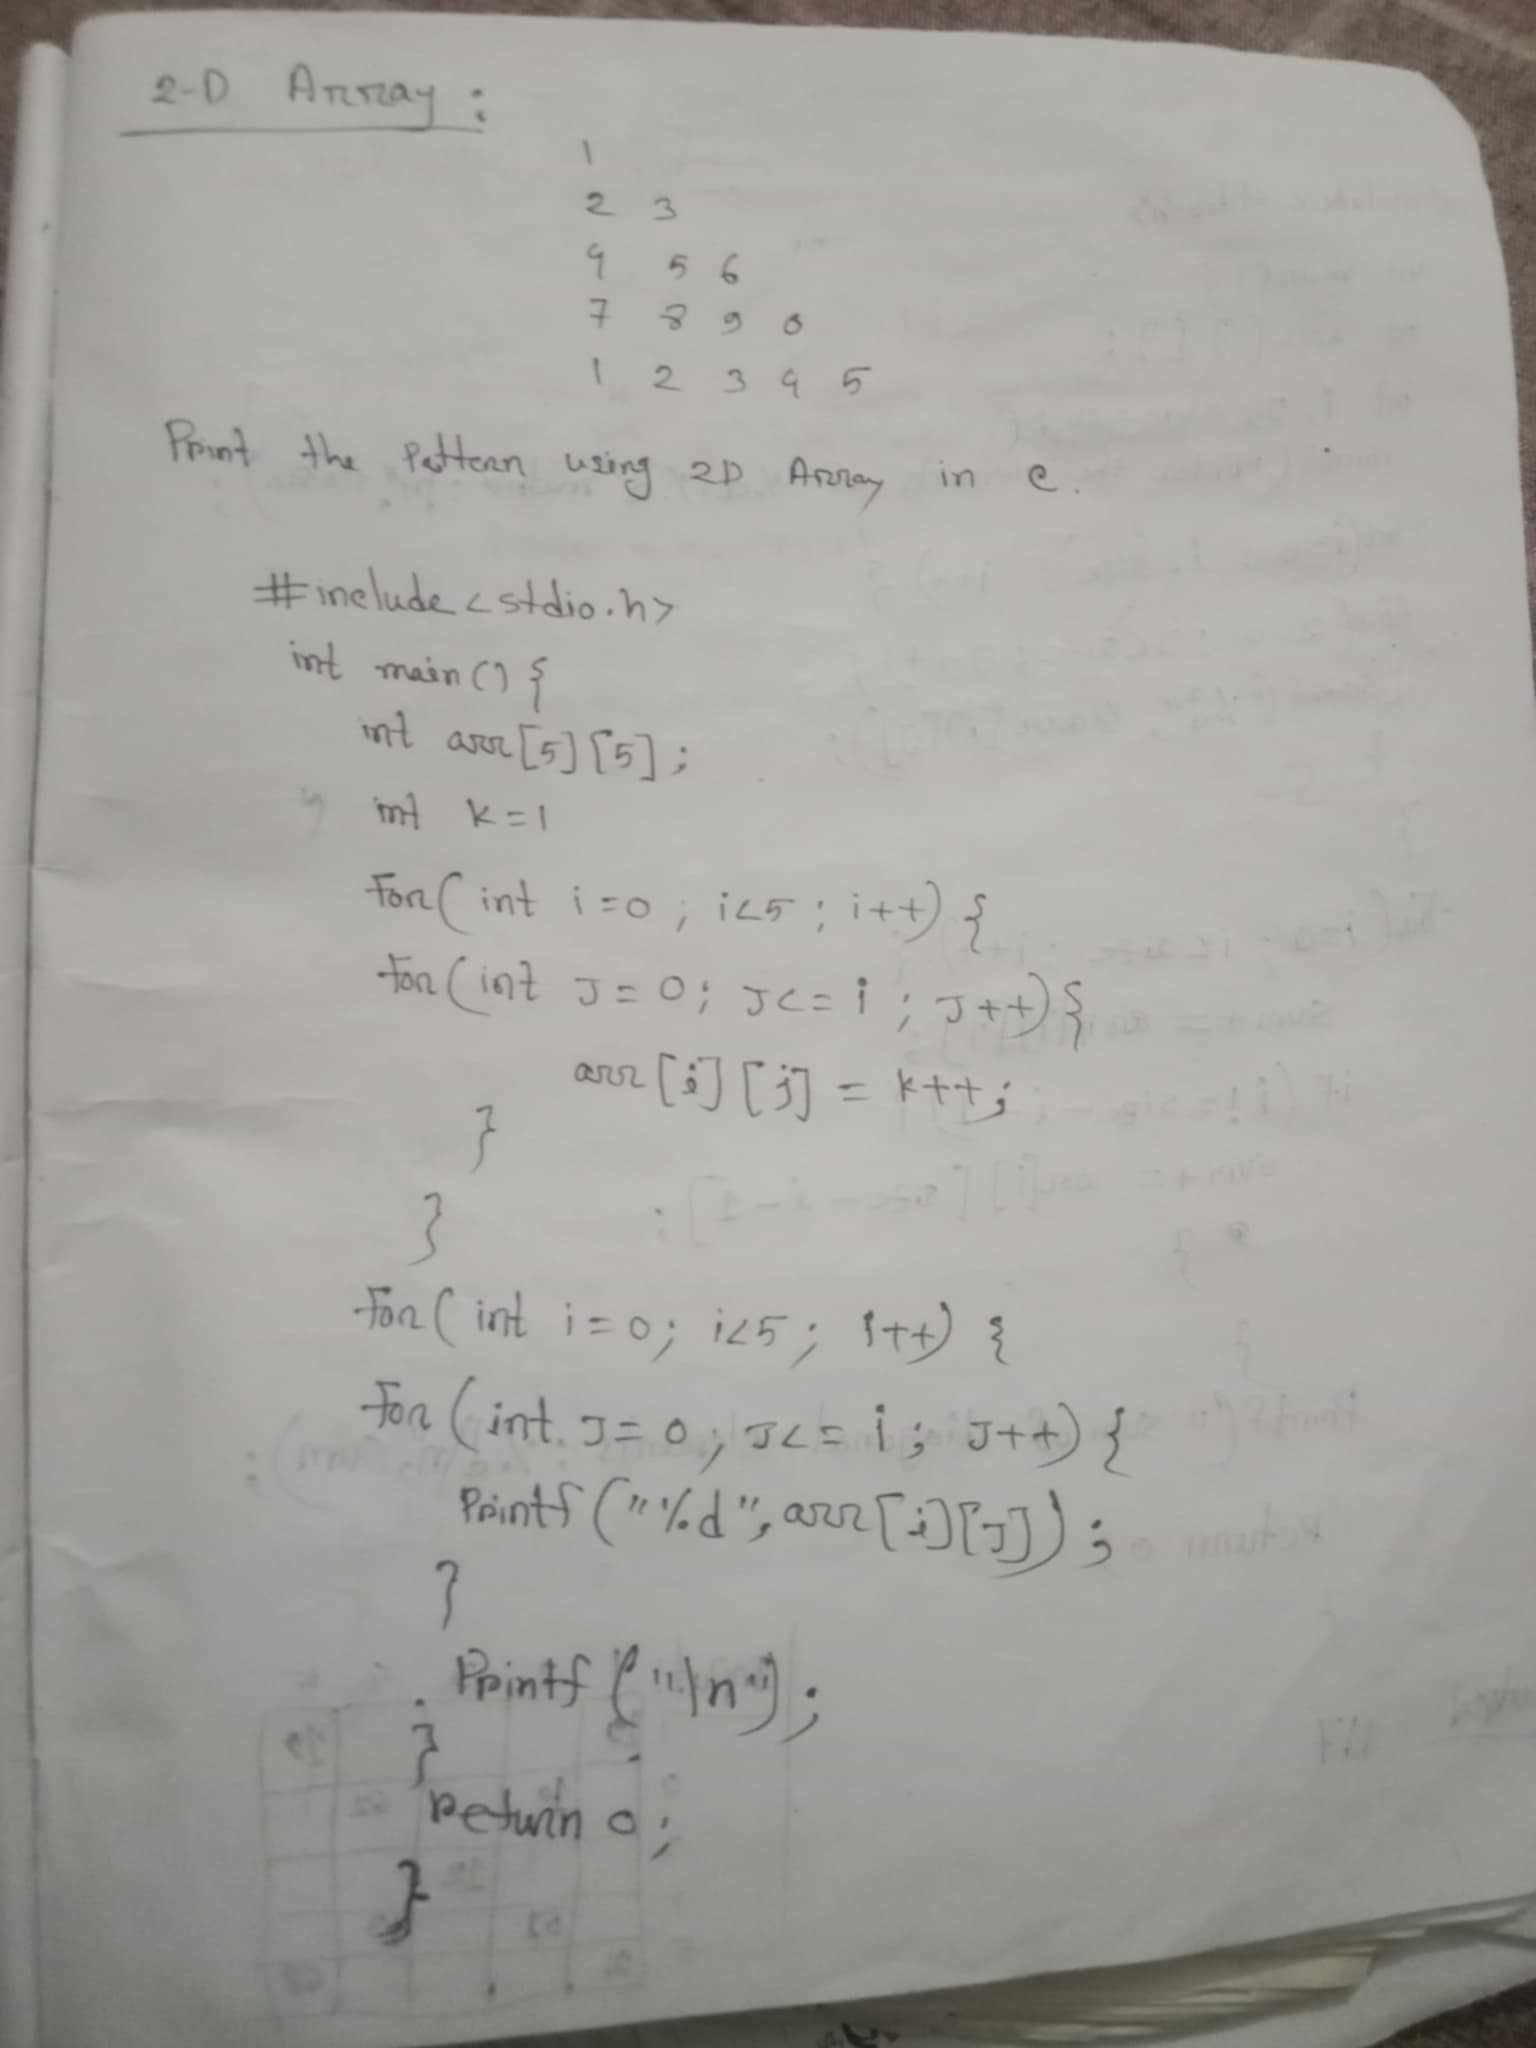 2-D Array :
1
2 3
4 5 6
7 8 9 0
1 2 3 4 5
Print the pattern using 2D Array in c.
#include <stdio.h>
int main() {
int arr[5][5];
int k=1
for( int i=0 ; i<5 ; i++) {
for( int J=0; J<=i ; J++) {
arr[i][j] = k++;
}
}
for( int i=0; i<5 ; i++) {
for (int J=0; J<=i ; J++) {
Printf ("%d", arr[i][J]) ;
}
Printf ("\n");
}
return 0;
}